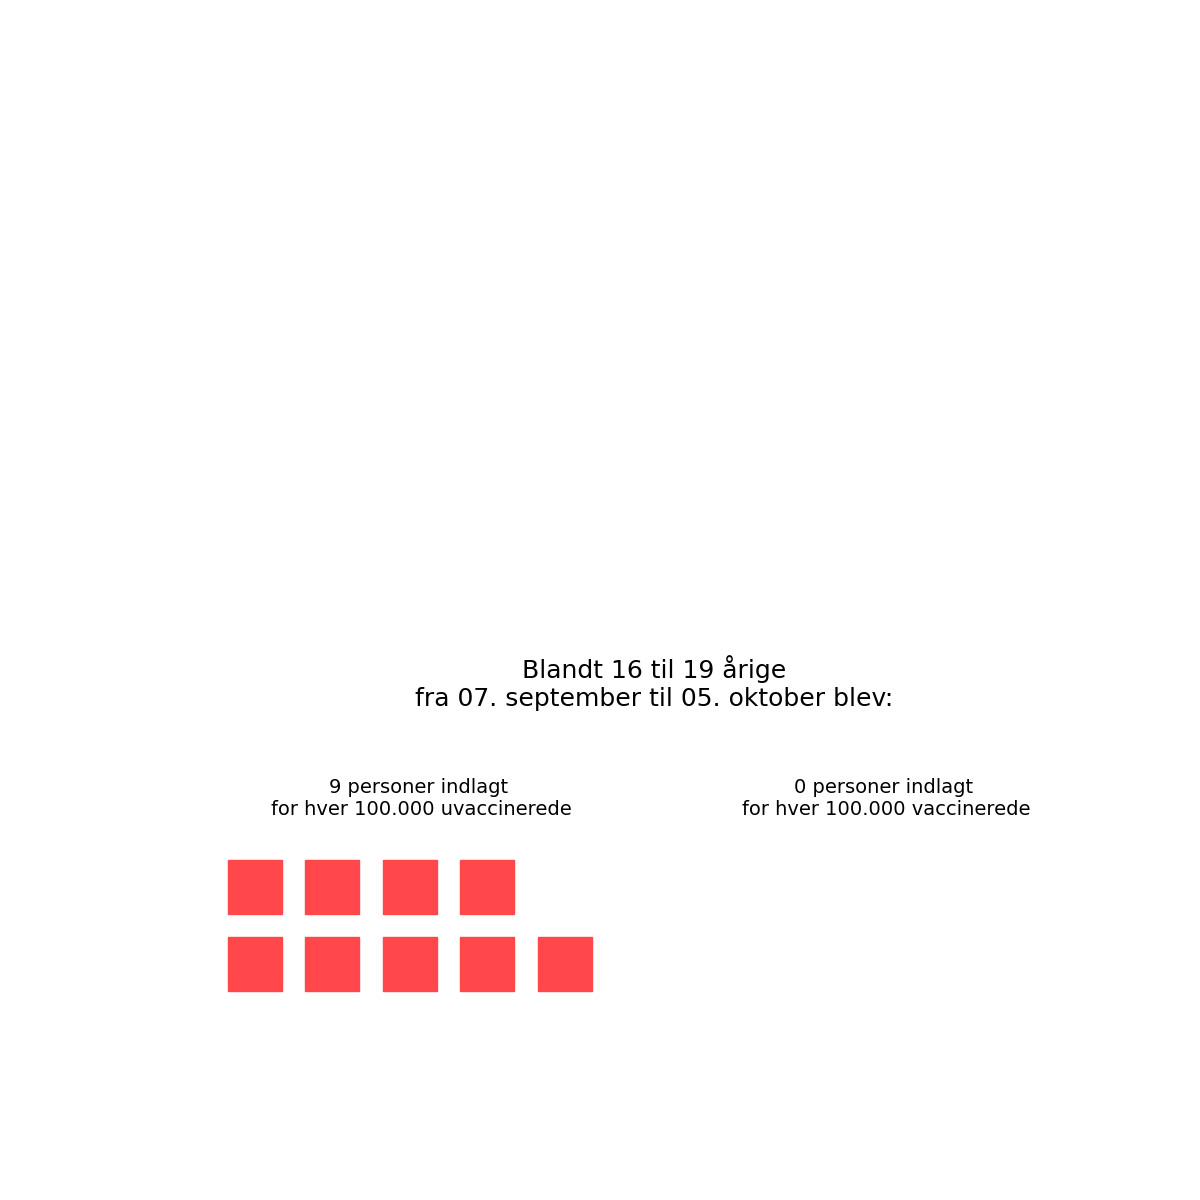 Blandt 16 til 19 årige
fra 07. september til 05. oktober blev:
9 personer indlagt
for hver 100.000 uvaccinerede
0 personer indlagt
for hver 100.000 vaccinerede